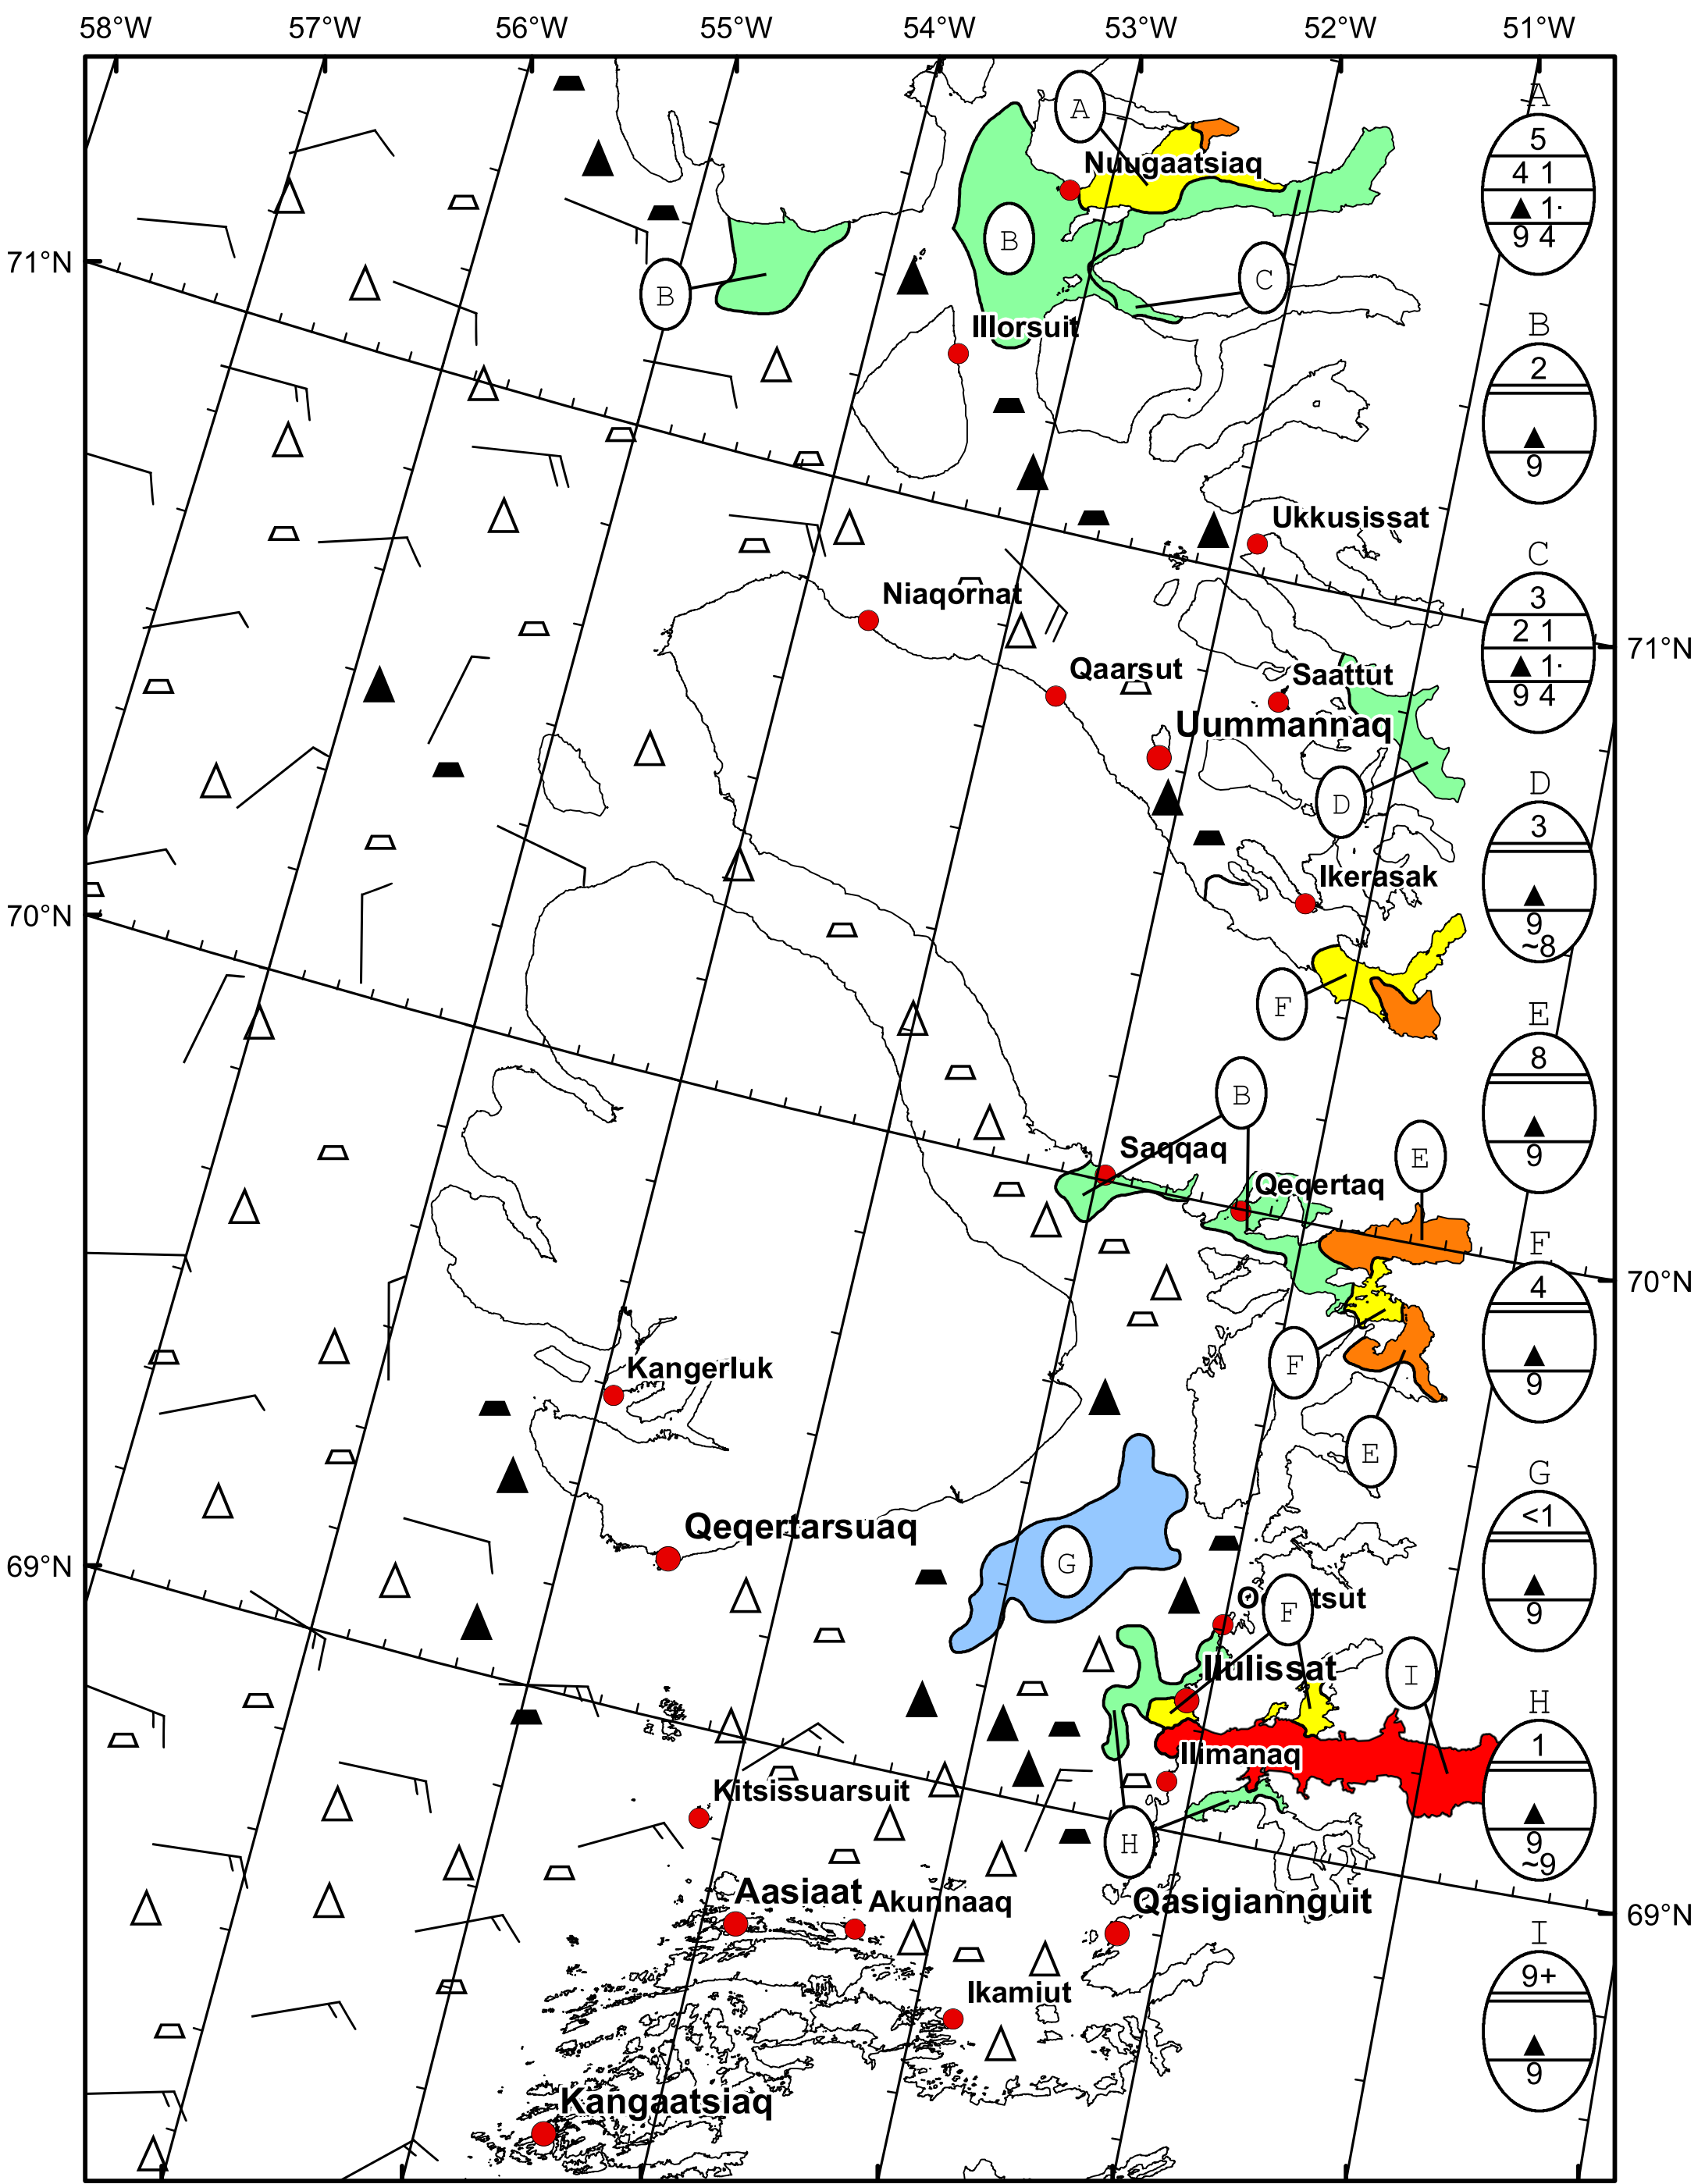 58°W 57°W 56°W 55°W 54°W 53°W 52°W 51°W
A
5
4 1
▲ 1·
9 4
A
Nuugaatsiaq
B
C
B
71°N
Illorsuit
B
2
▲
9
Ukkusissat
C
3
2 1
▲ 1·
9 4
Niaqornat
71°N
Qaarsut
Saattut
Uummannaq
D
D
3
▲
9
~8
Ikerasak
70°N
F
E
8
▲
9
B
E
Saqqaq
Qeqertaq
F
4
▲
9
70°N
F
Kangerluk
E
G
<1
▲
9
Qeqertarsuaq
G
69°N
F
Ilulissat
I
H
1
▲
9
~9
Ilimanaq
Kitsissuarsuit
H
Aasiaat
Akunnaaq
Qasigiannguit
69°N
I
9+
▲
9
Ikamiut
Kangaatsiaq